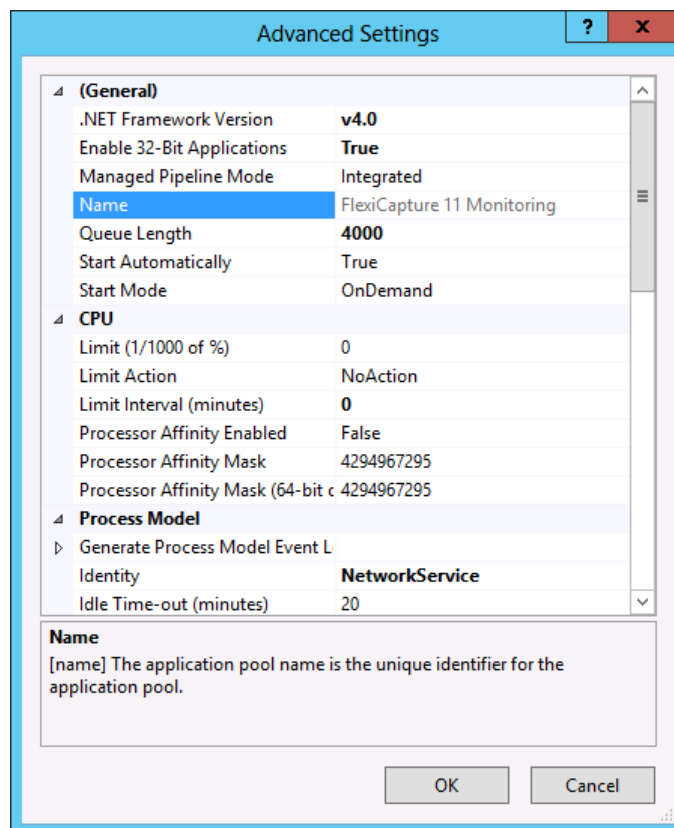 Advanced Settings
? x
(General)
.NET Framework Version v4.0
Enable 32-Bit Applications True
Managed Pipeline Mode Integrated
Name FlexiCapture 11 Monitoring
Queue Length 4000
Start Automatically True
Start Mode OnDemand
CPU
Limit (1/1000 of %) 0
Limit Action NoAction
Limit Interval (minutes) 0
Processor Affinity Enabled False
Processor Affinity Mask 4294967295
Processor Affinity Mask (64-bit c 4294967295
Process Model
Generate Process Model Event L
Identity NetworkService
Idle Time-out (minutes) 20
Name
[name] The application pool name is the unique identifier for the
application pool.
OK Cancel